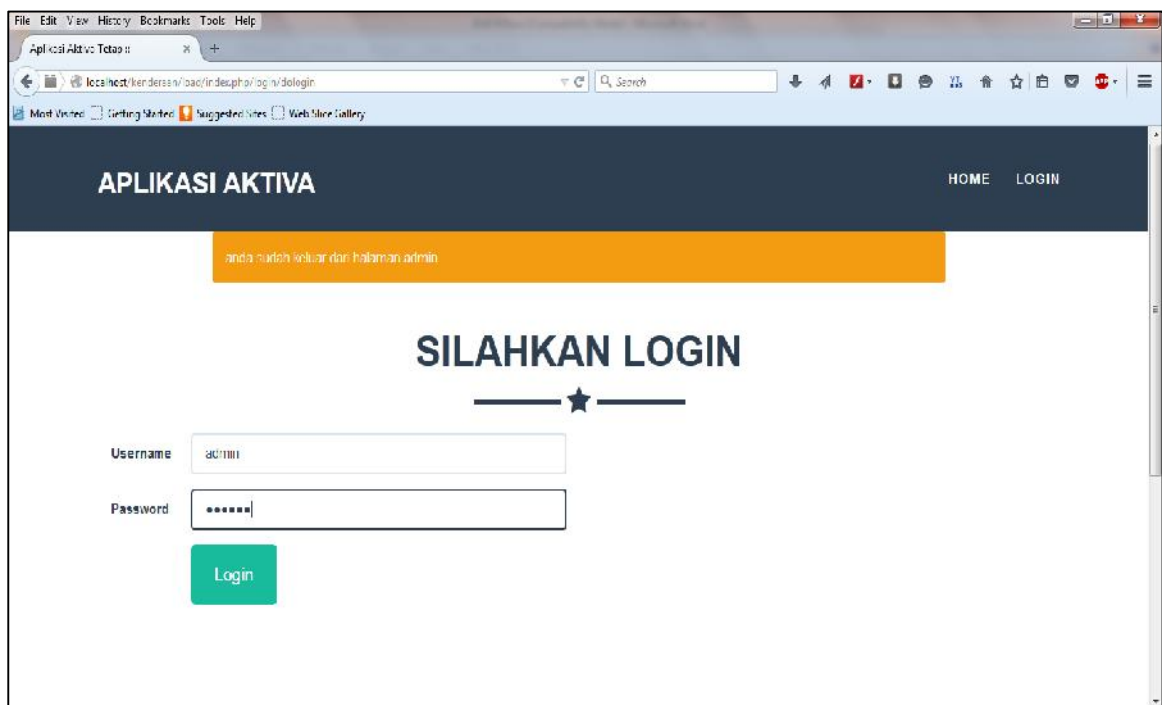 File Edit View History Bookmarks Tools Help
Aplikasi Aktiva Tetap ::
localhost/kenderaan/load/index.php/login/dologin
Search
Most Visited Getting Started Suggested Sites Web Slice Gallery
APLIKASI AKTIVA
HOME LOGIN
anda sudah keluar dari halaman admin
SILAHKAN LOGIN
Username admin
Password ••••••
Login